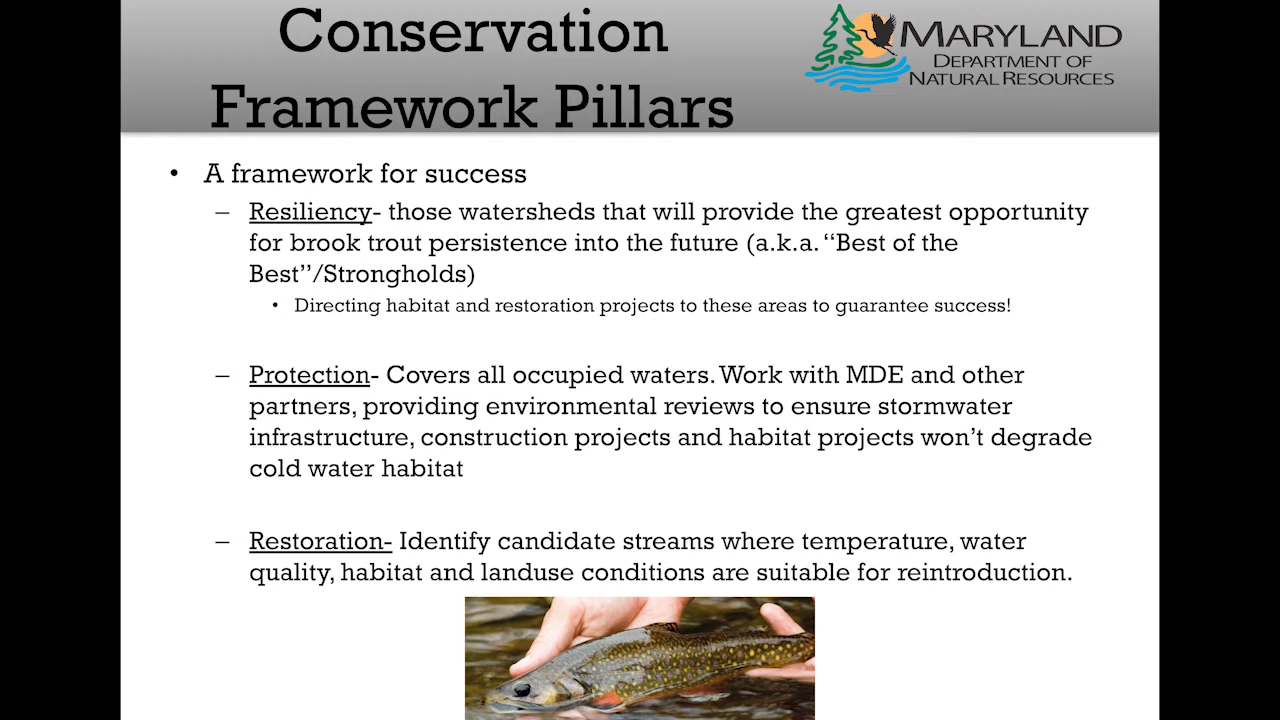 Conservation
Framework Pillars
MARYLAND
DEPARTMENT OF
NATURAL RESOURCES
• A framework for success
– Resiliency- those watersheds that will provide the greatest opportunity
for brook trout persistence into the future (a.k.a. “Best of the
Best”/Strongholds)
• Directing habitat and restoration projects to these areas to guarantee success!
– Protection- Covers all occupied waters. Work with MDE and other
partners, providing environmental reviews to ensure stormwater
infrastructure, construction projects and habitat projects won’t degrade
cold water habitat
– Restoration- Identify candidate streams where temperature, water
quality, habitat and landuse conditions are suitable for reintroduction.